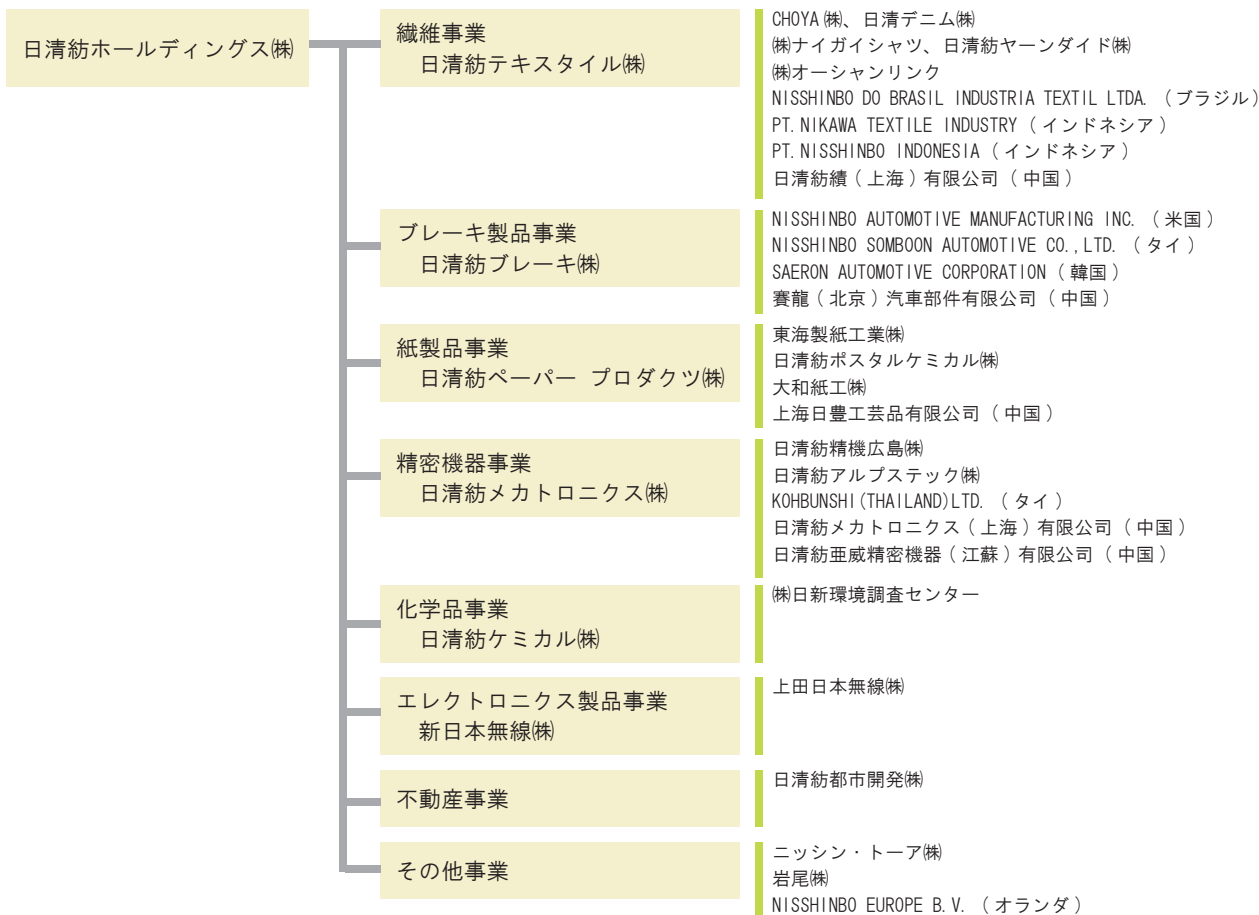 日清紡ホールディングス㈱
繊維事業
日清紡テキスタイル㈱
CHOYA㈱、日清デニム㈱
㈱ナイガイシャツ、日清紡ヤーンダイド㈱
㈱オーシャンリンク
NISSHINBO DO BRASIL INDUSTRIA TEXTIL LTDA.（ブラジル）
PT.NIKAWA TEXTILE INDUSTRY（インドネシア）
PT.NISSHINBO INDONESIA（インドネシア）
日清紡績（上海）有限公司（中国）
ブレーキ製品事業
日清紡ブレーキ㈱
NISSHINBO AUTOMOTIVE MANUFACTURING INC.（米国）
NISSHINBO SOMBOON AUTOMOTIVE CO.,LTD.（タイ）
SAERON AUTOMOTIVE CORPORATION（韓国）
賽龍（北京）汽車部件有限公司（中国）
紙製品事業
日清紡ペーパー プロダクツ㈱
東海製紙工業㈱
日清紡ポスタルケミカル㈱
大和紙工㈱
上海日豊工芸品有限公司（中国）
精密機器事業
日清紡メカトロニクス㈱
日清紡精機広島㈱
日清紡アルプステック㈱
KOHBUNSHI(THAILAND)LTD.（タイ）
日清紡メカトロニクス（上海）有限公司（中国）
日清紡亜威精密機器（江蘇）有限公司（中国）
化学品事業
日清紡ケミカル㈱
㈱日新環境調査センター
エレクトロニクス製品事業
新日本無線㈱
上田日本無線㈱
不動産事業
日清紡都市開発㈱
その他事業
ニッシン・トーア㈱
岩尾㈱
NISSHINBO EUROPE B.V.（オランダ）